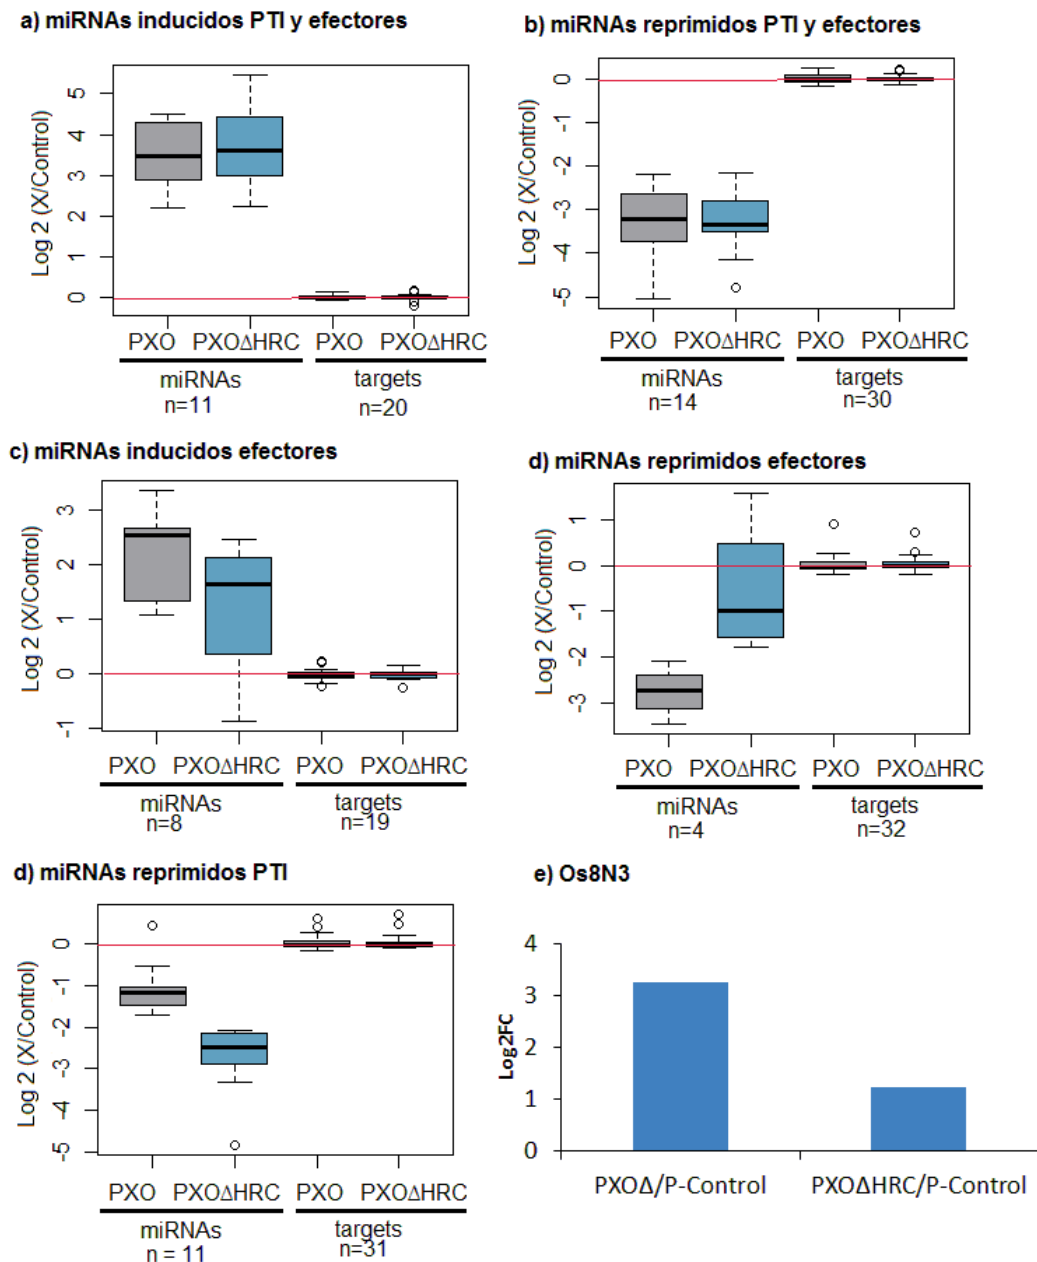 a) miRNAs inducidos PTI y efectores
Log 2 (X/Control)
5
4
3
2
1
0
PXO PXOΔHRC PXO PXOΔHRC
miRNAs targets
n=11 n=20
b) miRNAs reprimidos PTI y efectores
Log 2 (X/Control)
0
-1
-2
-3
-4
-5
PXO PXOΔHRC PXO PXOΔHRC
miRNAs targets
n=14 n=30
c) miRNAs inducidos efectores
Log 2 (X/Control)
3
2
1
0
-1
PXO PXOΔHRC PXO PXOΔHRC
miRNAs targets
n=8 n=19
d) miRNAs reprimidos efectores
Log 2 (X/Control)
1
0
-1
-2
-3
PXO PXOΔHRC PXO PXOΔHRC
miRNAs targets
n=4 n=32
d) miRNAs reprimidos PTI
Log 2 (X/Control)
0
-1
-2
-3
-4
-5
PXO PXOΔHRC PXO PXOΔHRC
miRNAs targets
n = 11 n=31
e) Os8N3
Log2FC
4
3
2
1
0
PXOΔ/P-Control PXOΔHRC/P-Control